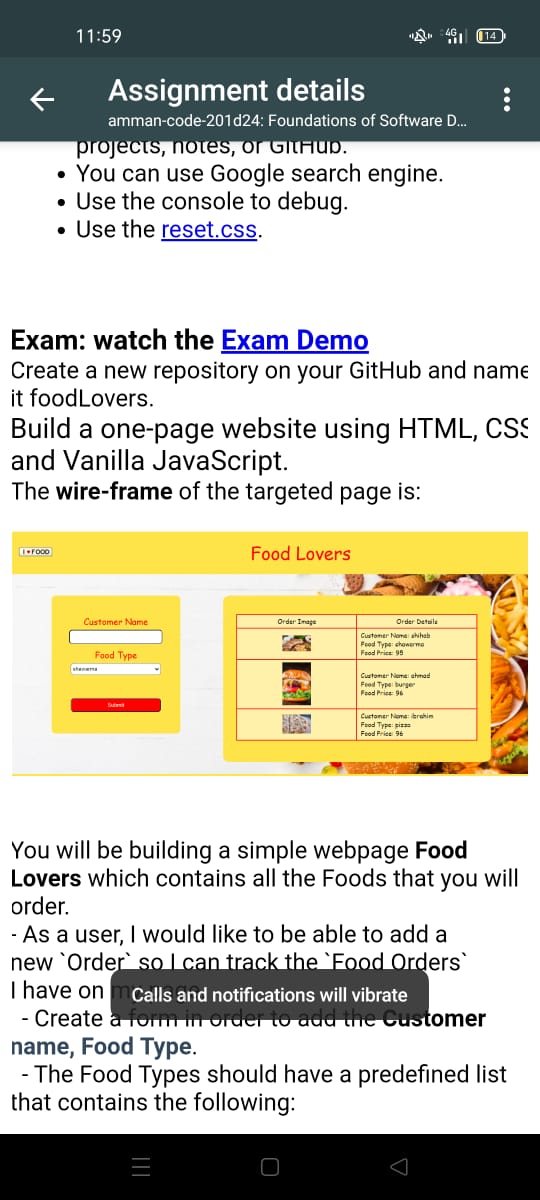 11:59
4G
14
Assignment details
amman-code-201d24: Foundations of Software D...
projects, notes, or GitHub.
• You can use Google search engine.
• Use the console to debug.
• Use the reset.css.
Exam: watch the Exam Demo
Create a new repository on your GitHub and name
it foodLovers.
Build a one-page website using HTML, CSS
and Vanilla JavaScript.
The wire-frame of the targeted page is:
I ♥ FOOD
Food Lovers
Customer Name
Food Type
shawerma
Submit
Order Image
Order Details
Customer Name: shihab
Food Type: shawerma
Food Price: 95
Customer Name: ahmad
Food Type: burger
Food Price: 96
Customer Name: ibrahim
Food Type: pizza
Food Price: 96
You will be building a simple webpage Food
Lovers which contains all the Foods that you will
order.
- As a user, I would like to be able to add a
new `Order` so I can track the `Food Orders`
I have on my page
Calls and notifications will vibrate
- Create a form in order to add the Customer
name, Food Type.
- The Food Types should have a predefined list
that contains the following: